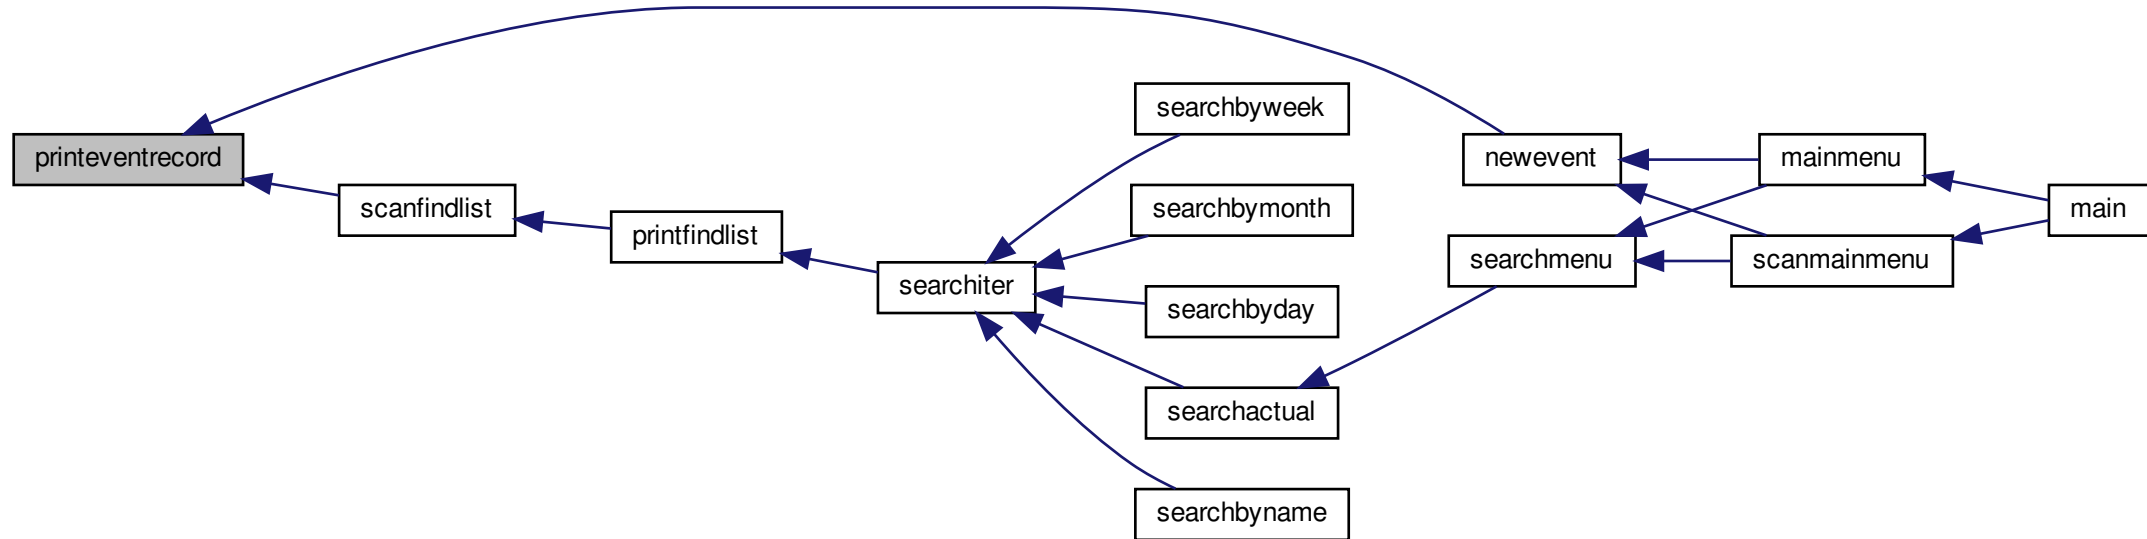 printeventrecord
scanfindlist
printfindlist
searchiter
searchbyweek
searchbymonth
searchbyday
searchactual
searchbyname
newevent
searchmenu
mainmenu
scanmainmenu
main